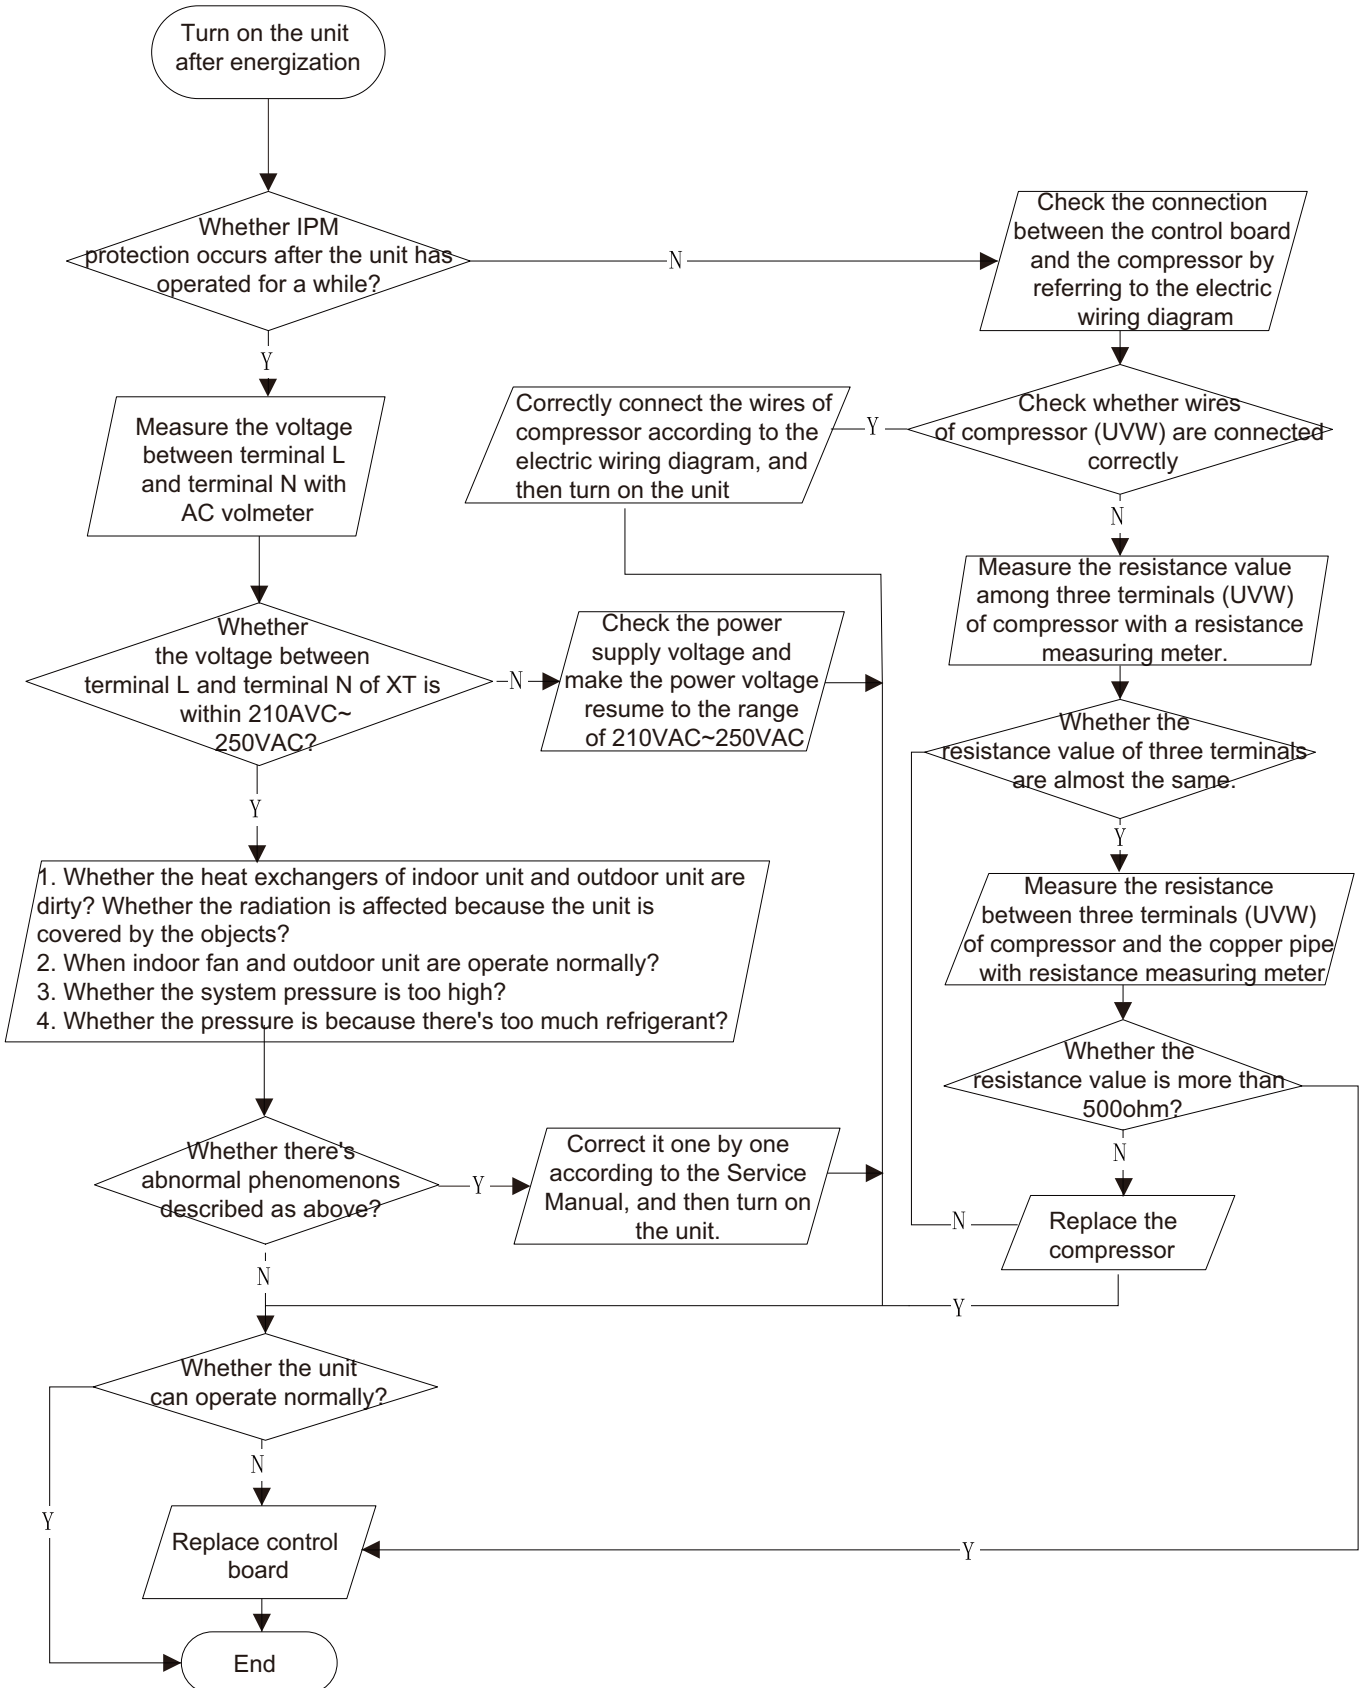 Turn on the unit
after energization
Whether IPM
protection occurs after the unit has
operated for a while?
N
Check the connection
between the control board
and the compressor by
referring to the electric
wiring diagram
Y
Measure the voltage
between terminal L
and terminal N with
AC volmeter
Correctly connect the wires of
compressor according to the
electric wiring diagram, and
then turn on the unit
Y
Check whether wires
of compressor (UVW) are connected
correctly
N
Measure the resistance value
among three terminals (UVW)
of compressor with a resistance
measuring meter.
Whether
the voltage between
terminal L and terminal N of XT is
within 210AVC~
250VAC?
N
Check the power
supply voltage and
make the power voltage
resume to the range
of 210VAC~250VAC
Whether the
resistance value of three terminals
are almost the same.
Y
Y
1. Whether the heat exchangers of indoor unit and outdoor unit are
dirty? Whether the radiation is affected because the unit is
covered by the objects?
2. When indoor fan and outdoor unit are operate normally?
3. Whether the system pressure is too high?
4. Whether the pressure is because there's too much refrigerant?
Measure the resistance
between three terminals (UVW)
of compressor and the copper pipe
with resistance measuring meter
Whether the
resistance value is more than
500ohm?
N
Whether there's
abnormal phenomenons
described as above?
Y
Correct it one by one
according to the Service
Manual, and then turn on
the unit.
N
Replace the
compressor
N
Y
Whether the unit
can operate normally?
N
Y
Replace control
board
Y
End